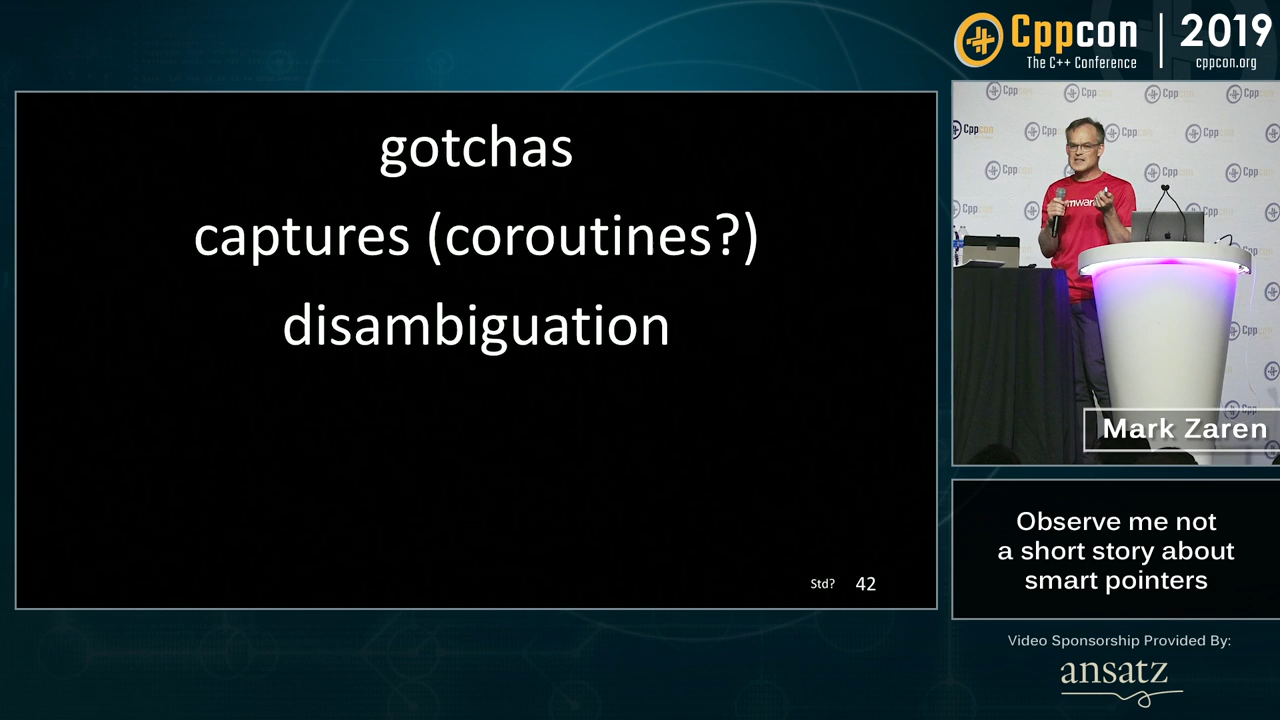 Cppcon | 2019
The C++ Conference cppcon.org
gotchas
captures (coroutines?)
disambiguation
Std? 42
vmware
Mark Zaren
Observe me not
a short story about
smart pointers
Video Sponsorship Provided By:
ansatz